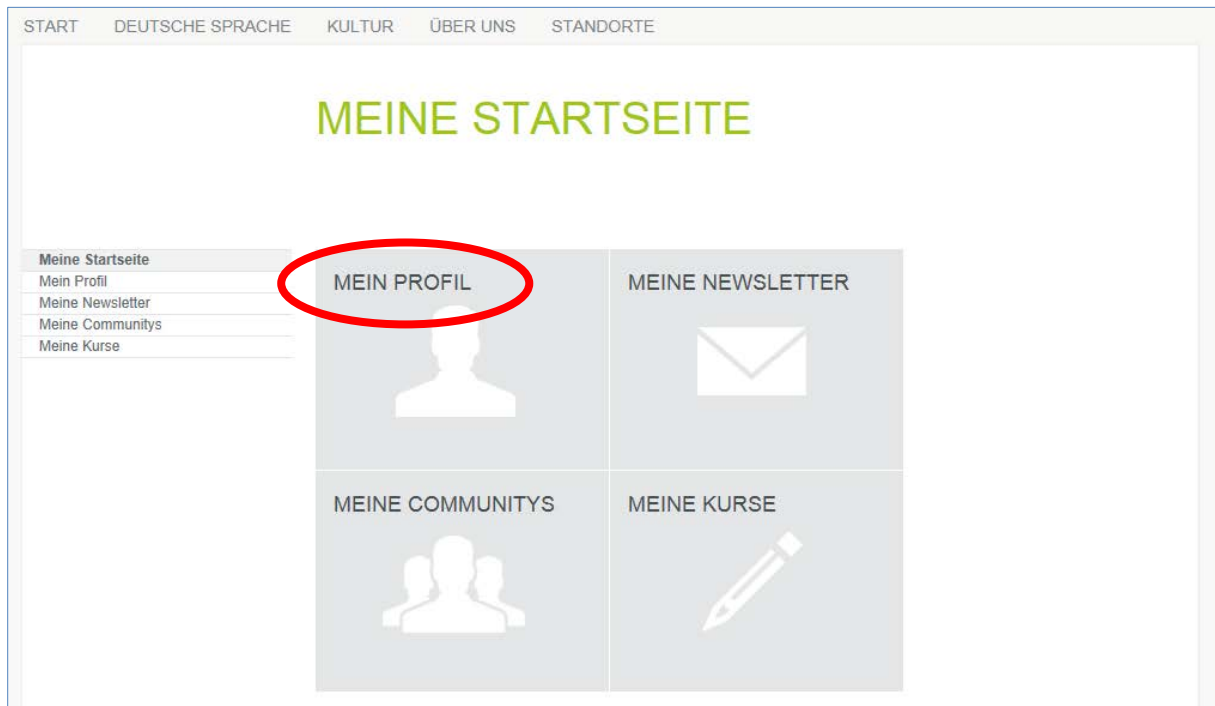 START DEUTSCHE SPRACHE KULTUR ÜBER UNS STANDORTE
MEINE STARTSEITE
Meine Startseite
Mein Profil
Meine Newsletter
Meine Communitys
Meine Kurse
MEIN PROFIL
MEINE NEWSLETTER
MEINE COMMUNITYS
MEINE KURSE